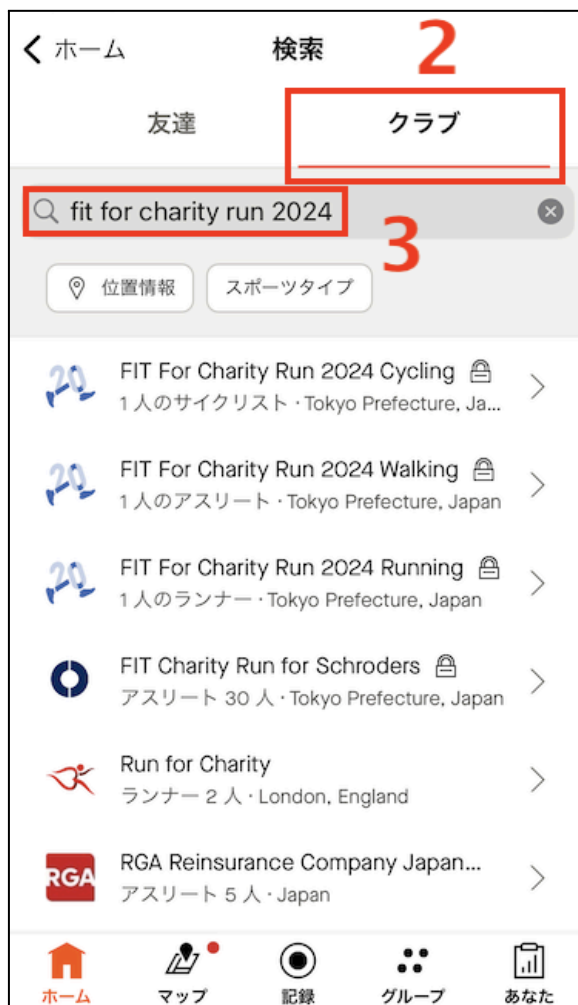 ホーム 検索 2
友達 クラブ
fit for charity run 2024
3
位置情報 スポーツタイプ
FIT For Charity Run 2024 Cycling
1 人のサイクリスト · Tokyo Prefecture, Ja...
FIT For Charity Run 2024 Walking
1 人のアスリート · Tokyo Prefecture, Japan
FIT For Charity Run 2024 Running
1 人のランナー · Tokyo Prefecture, Japan
FIT Charity Run for Schroders
アスリート 30 人 · Tokyo Prefecture, Japan
Run for Charity
ランナー 2 人 · London, England
RGA RGA Reinsurance Company Japan...
アスリート 5 人 · Japan
ホーム マップ 記録 グループ あなた